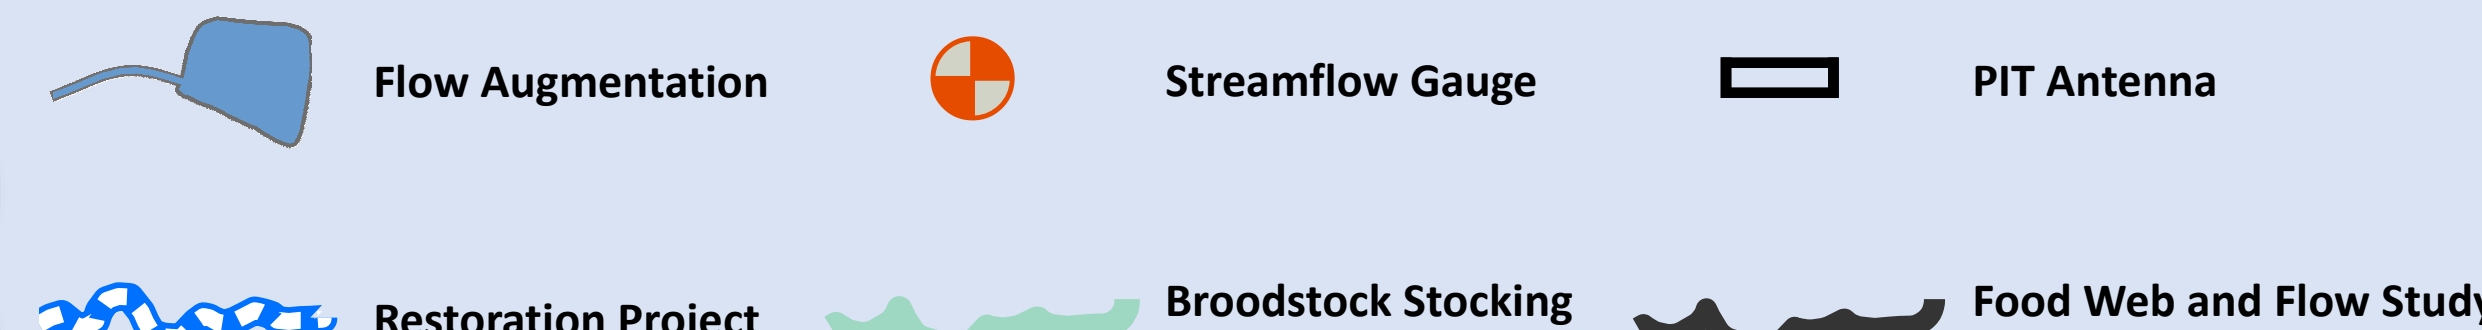 Flow Augmentation
Streamflow Gauge
PIT Antenna
Restoration Project
Broodstock Stocking
Food Web and Flow Study